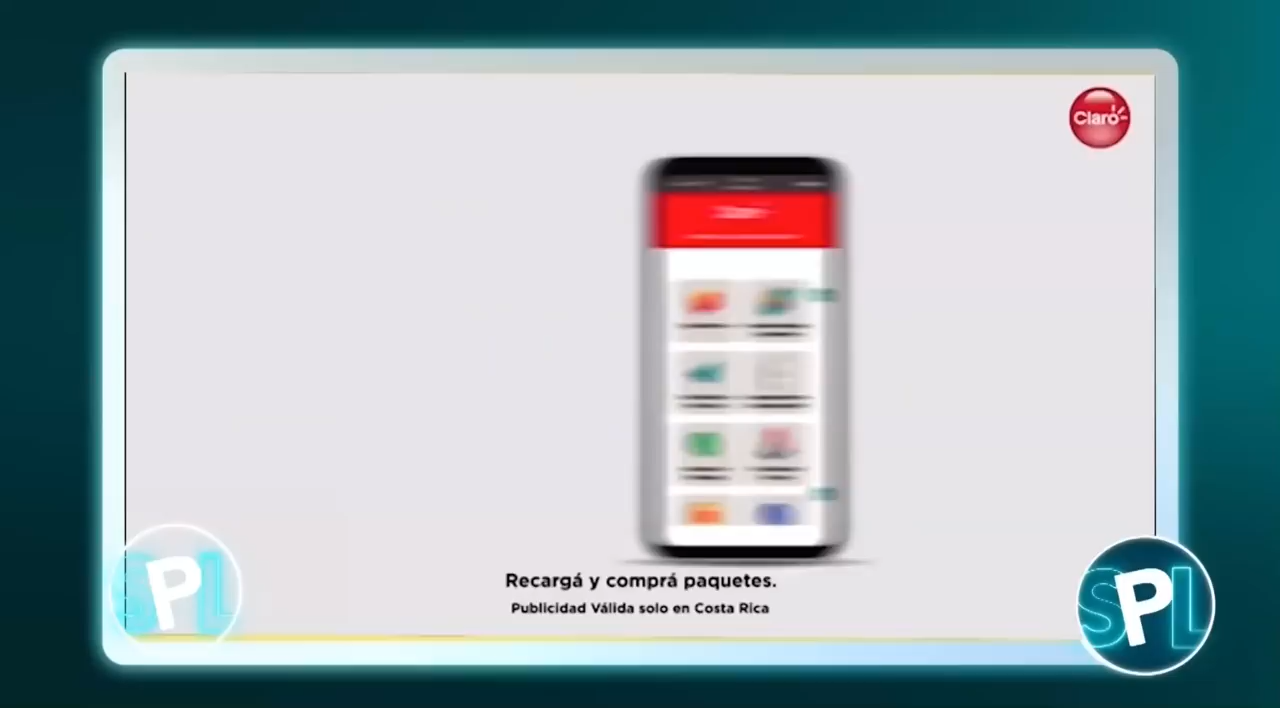 Claro
Recargá y comprá paquetes.
Publicidad Válida solo en Costa Rica
SPL
SPL